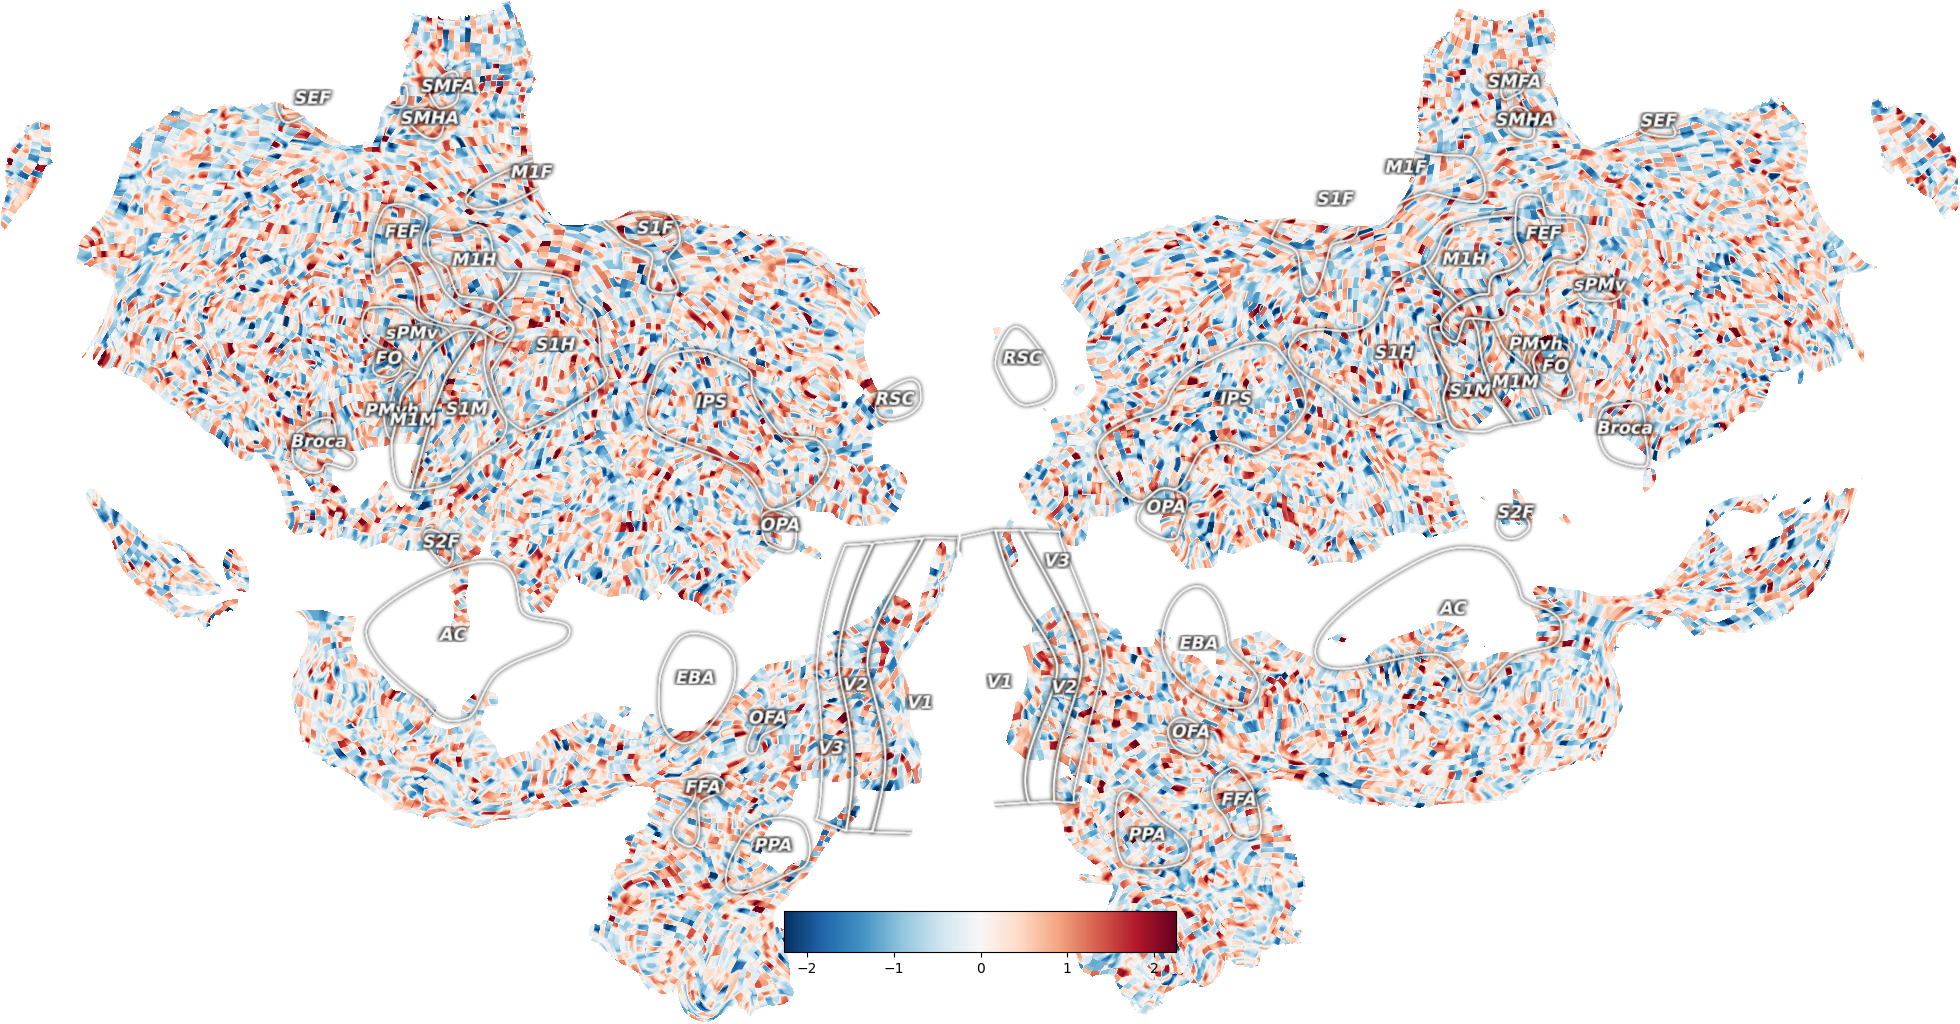 SMFA
SEF
SMHA
M1F
FEF
S1F
M1H
sPMv
FO
S1H
PMvh
S1M
M1M
IPS
RSC
Broca
OPA
S2F
AC
EBA
V2
V1
OFA
V3
FFA
PPA
SMFA
SMHA
SEF
M1F
S1F
FEF
M1H
sPMv
RSC
S1H
PMvh
FO
M1M
S1M
IPS
Broca
OPA
S2F
V3
AC
EBA
V1
V2
OFA
FFA
PPA
−2 −1 0 1 2